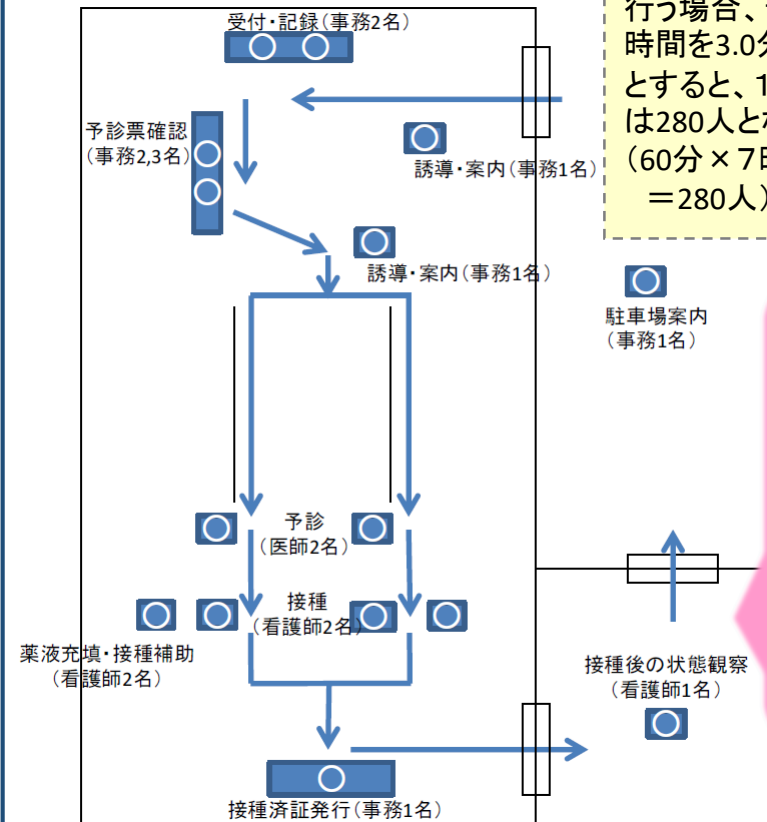 受付・記録(事務2名)
行う場合、
時間を3.0分
とすると、1
は280人と
(60分×7
=280人)
予診票確認
(事務2,3名)
誘導・案内(事務1名)
誘導・案内(事務1名)
駐車場案内
(事務1名)
予診
(医師2名)
接種
(看護師2名)
薬液充填・接種補助
(看護師2名)
接種後の状態観察
(看護師1名)
接種済証発行(事務1名)